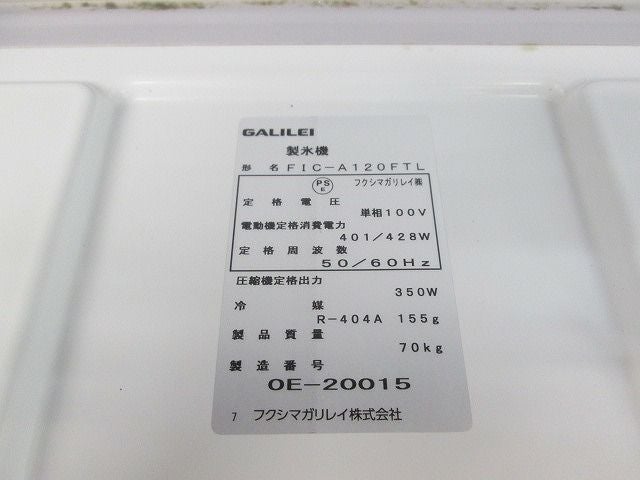 GALILEI
製氷機
形 名 FIC-A120FTL
PS E フクシマガリレイ㈱
定格電圧 単相100V
電動機定格消費電力
401/428W
定格周波数
50/60Hz
圧縮機定格出力
350W
冷 媒
R-404A 155g
製品質量
70kg
製造番号
0E-20015
7 フクシマガリレイ株式会社